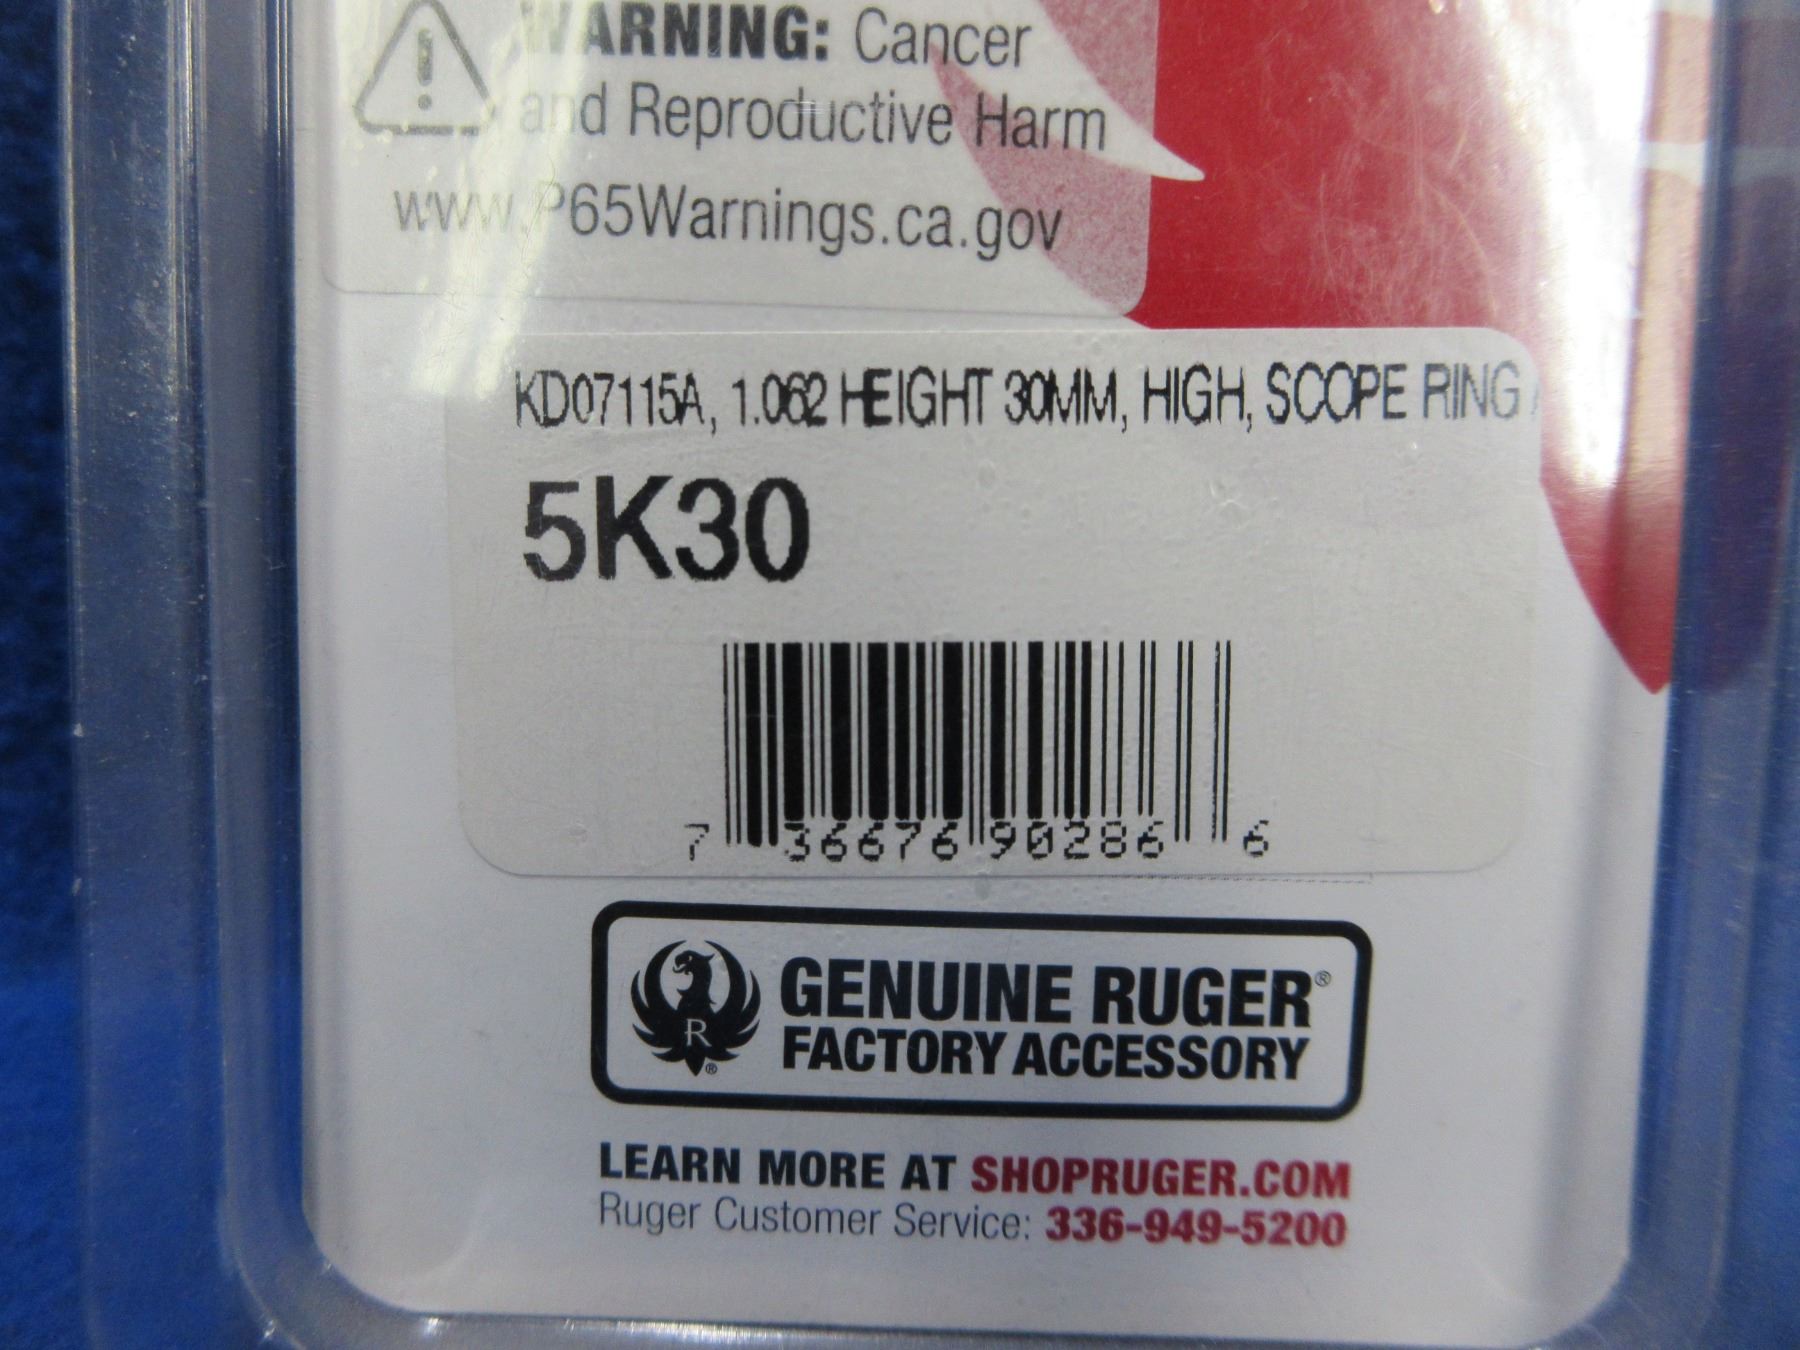 WARNING: Cancer
and Reproductive Harm
www.P65Warnings.ca.gov
KD07115A, 1.062 HEIGHT 30MM, HIGH, SCOPE RING
5K30
7 36676 90286 6
GENUINE RUGER®
FACTORY ACCESSORY
R
®
LEARN MORE AT SHOPRUGER.COM
Ruger Customer Service: 336-949-5200